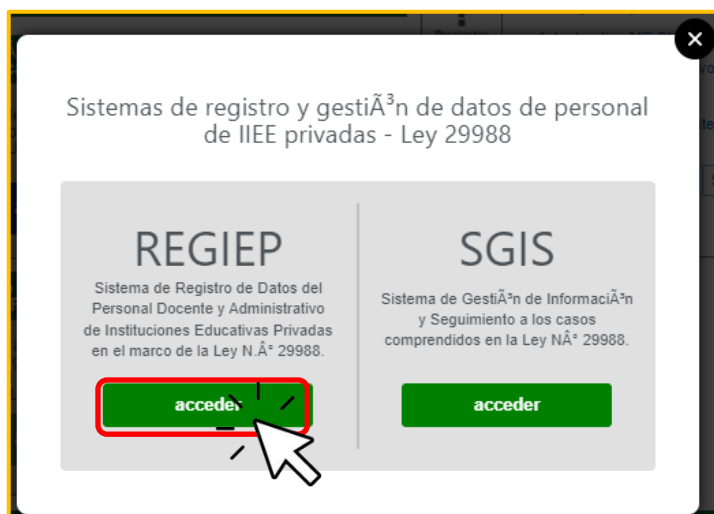 Sistemas de registro y gestiÃ³n de datos de personal
de IIEE privadas - Ley 29988
REGIEP
Sistema de Registro de Datos del
Personal Docente y Administrativo
de Instituciones Educativas Privadas
en el marco de la Ley N.Â° 29988.
acceder
SGIS
Sistema de GestiÃ³n de InformaciÃ³n
y Seguimiento a los casos
comprendidos en la Ley NÂ° 29988.
acceder